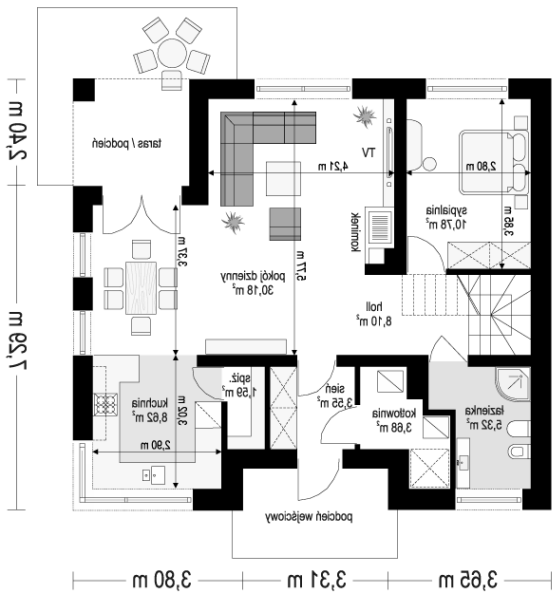 taras / podcień
2,40 m
7,29 m
TV
4,21 m
kominek
2,80 m
sypialnia
10,78 m²
3,85 m
3,37 m
5,77 m
pokój dzienny
30,18 m²
holl
8,10 m²
spiż.
1,59 m²
sień
3,55 m²
kuchnia
8,62 m²
3,02 m
2,90 m
kotłownia
3,68 m²
łazienka
5,32 m²
podcień wejściowy
3,80 m
3,31 m
3,65 m